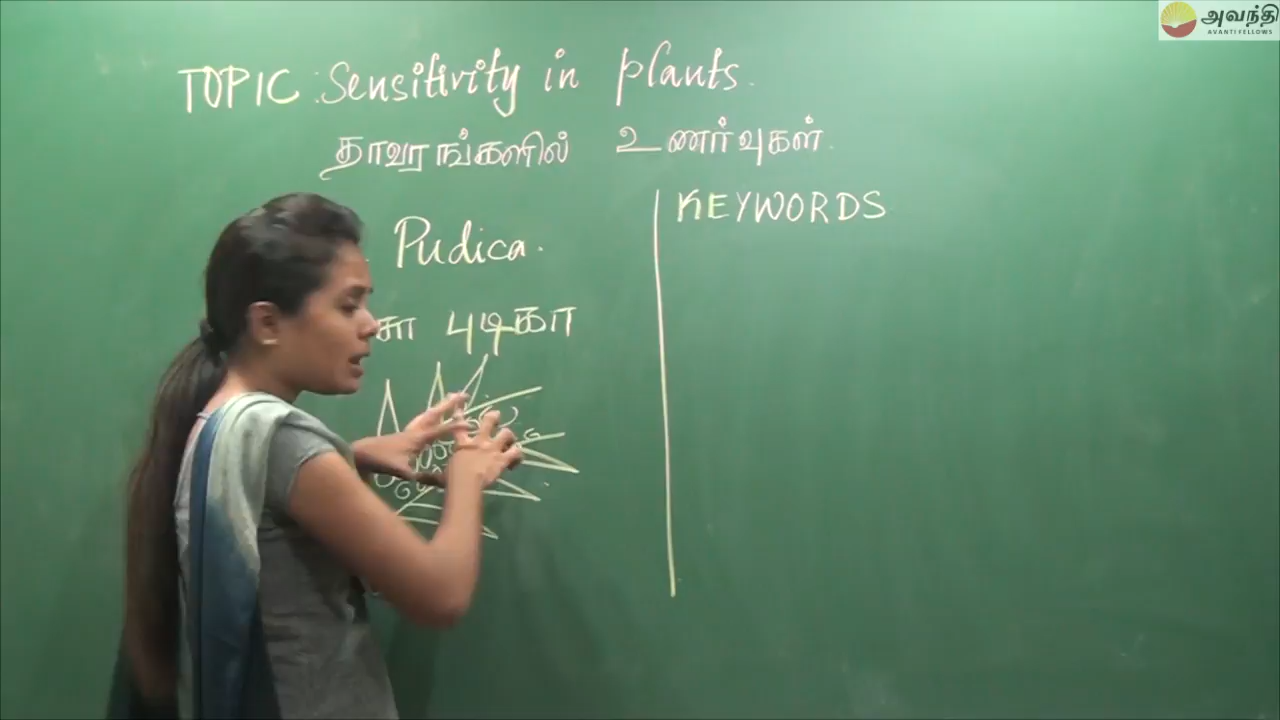 அவந்தி
AVANTI FELLOWS
TOPIC: Sensitivity in plants.
தாவரங்களில் உணர்வுகள்.
KEYWORDS
Pudica.
சா புடிகா